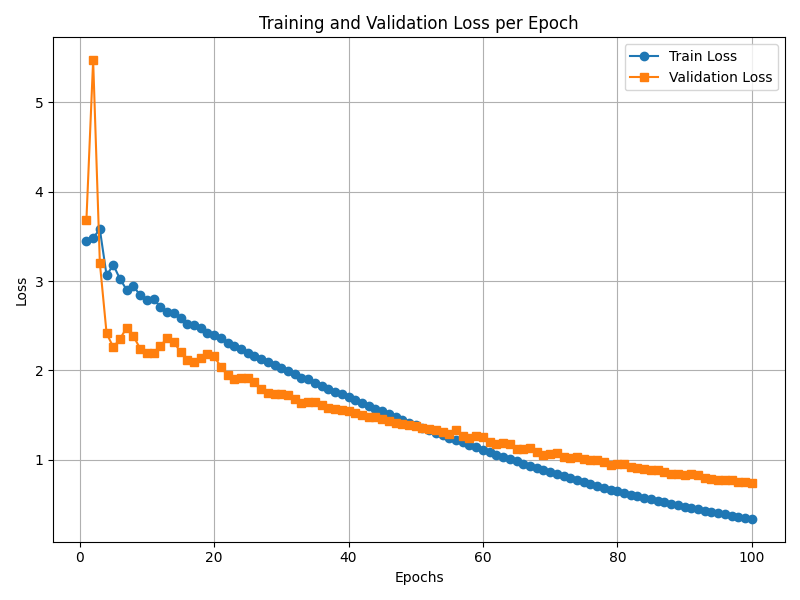 Training and Validation Loss per Epoch
Train Loss
Validation Loss
5
4
3
2
1
Loss
0 20 40 60 80 100
Epochs